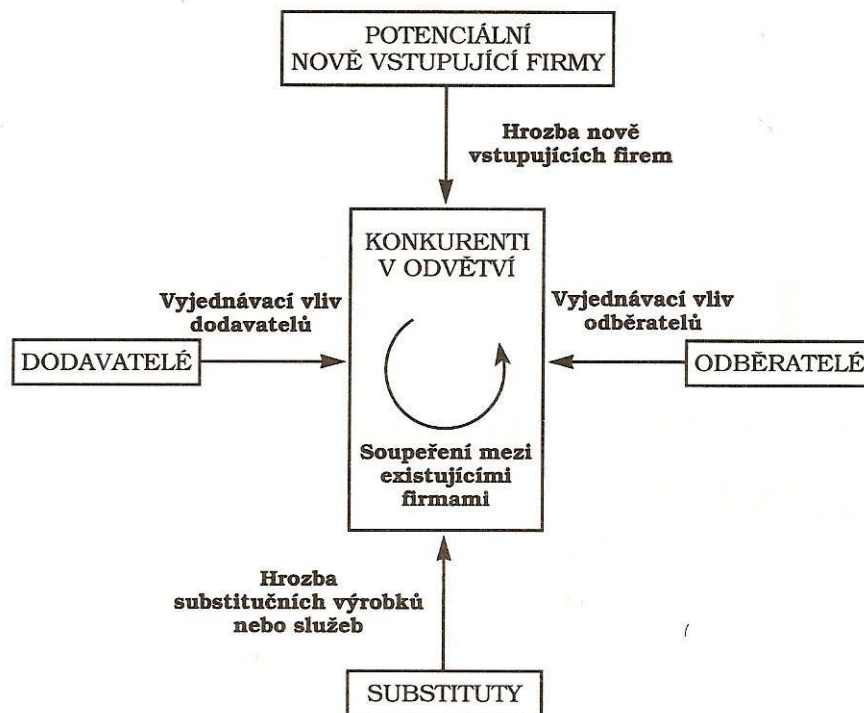 POTENCIÁLNÍ
NOVĚ VSTUPUJÍCÍ FIRMY
Hrozba nově
vstupujících firem
KONKURENTI
V ODVĚTVÍ
Vyjednávací vliv
dodavatelů
Vyjednávací vliv
odběratelů
DODAVATELÉ
ODBĚRATELÉ
Soupeření mezi
existujícími
firmami
Hrozba
substitučních výrobků
nebo služeb
SUBSTITUTY